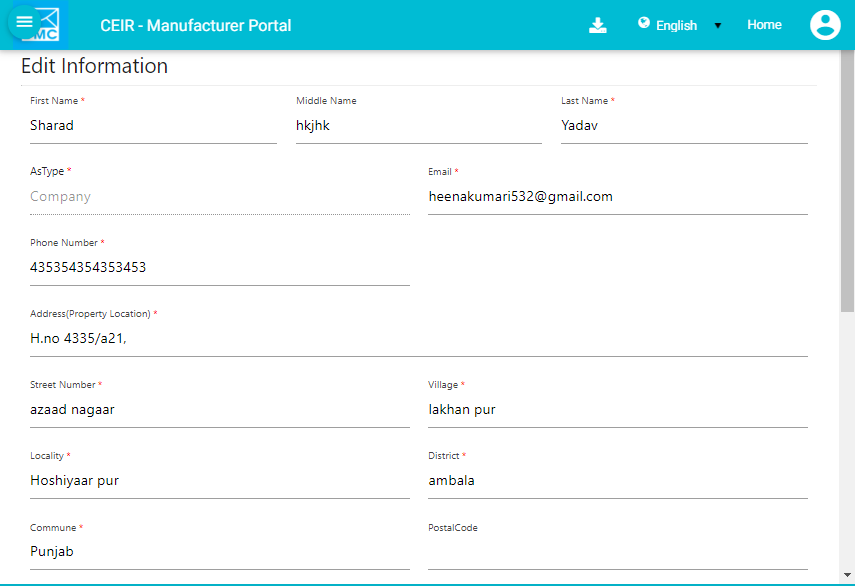 MC
CEIR - Manufacturer Portal
English
Home
Edit Information
First Name *
Middle Name
Last Name *
Sharad
hkjhk
Yadav
AsType *
Email *
Company
heenakumari532@gmail.com
Phone Number *
435354354353453
Address(Property Location) *
H.no 4335/a21,
Street Number *
Village *
azaad nagaar
lakhan pur
Locality *
District *
Hoshiyaar pur
ambala
Commune *
PostalCode
Punjab